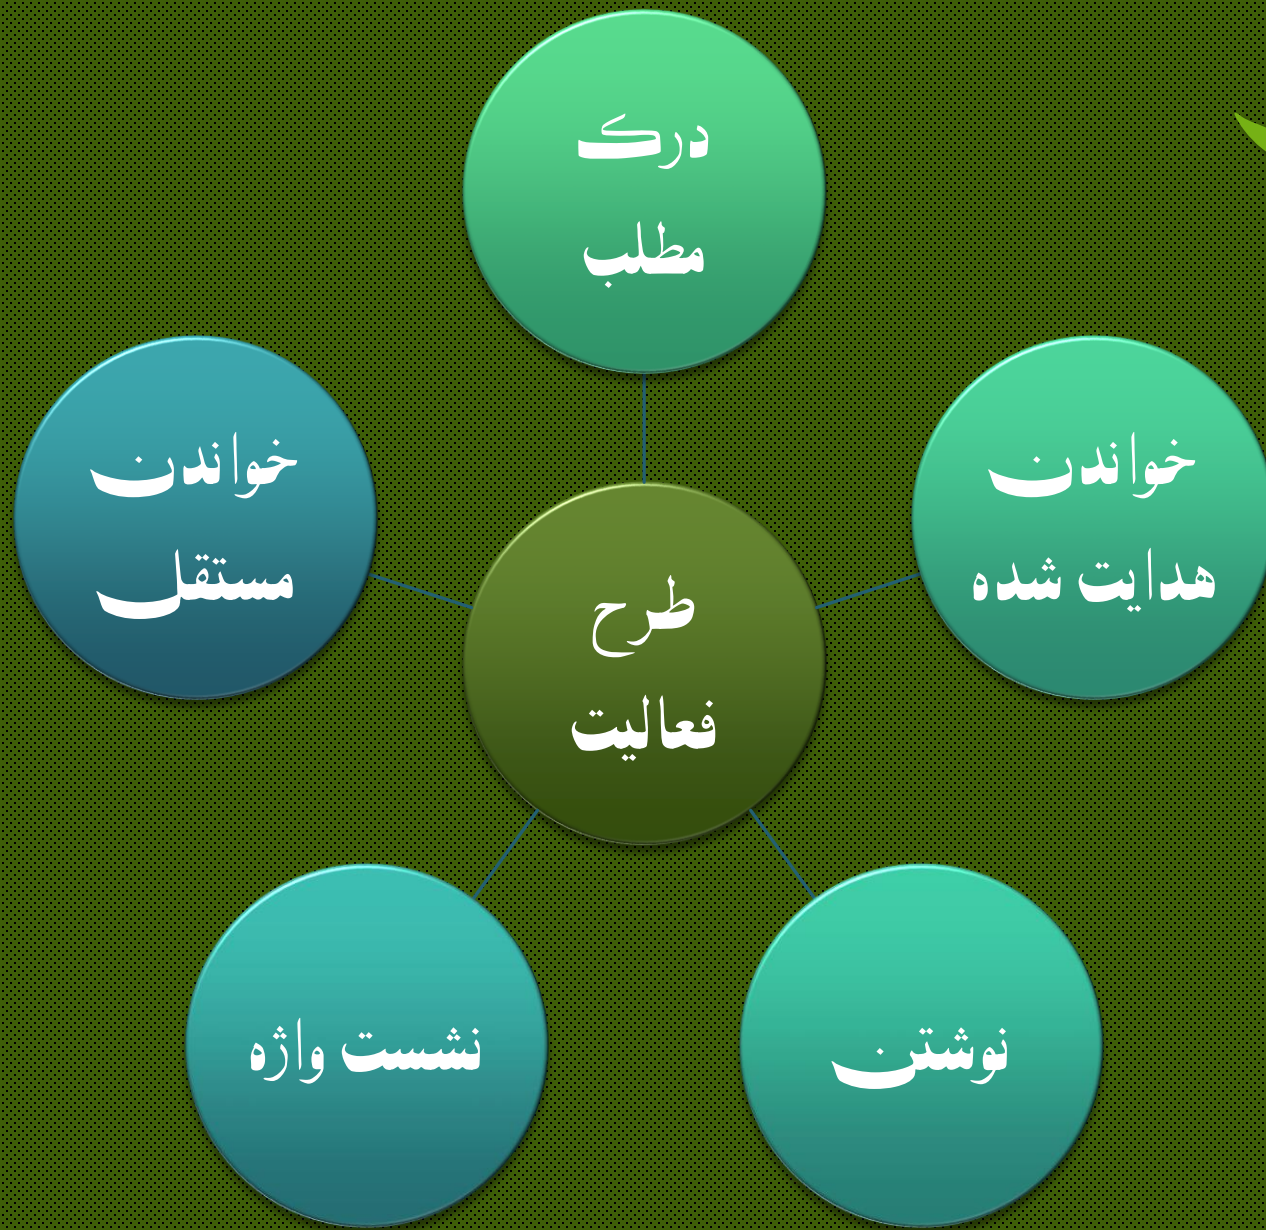 درک
مطلب
خواندن
هدایت شده
نوشتن
نشست واژه
خواندن
مستقل
طرح
فعالیت